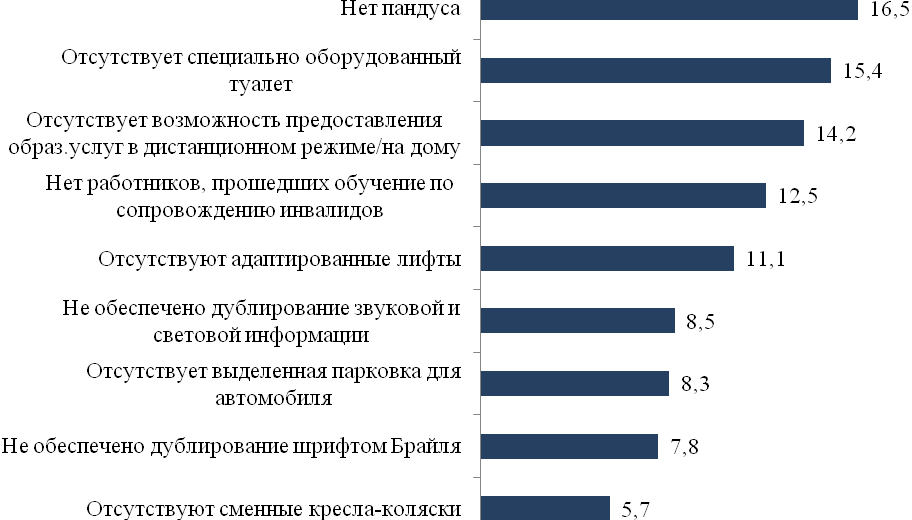 Нет пандуса
16,5
Отсутствует специально оборудованный
туалет
15,4
Отсутствует возможность предоставления
образ.услуг в дистанционном режиме/на дому
14,2
Нет работников, прошедших обучение по
сопровождению инвалидов
12,5
Отсутствуют адаптированные лифты
11,1
Не обеспечено дублирование звуковой и
световой информации
8,5
Отсутствует выделенная парковка для
автомобиля
8,3
Не обеспечено дублирование шрифтом Брайля
7,8
Отсутствуют сменные кресла-коляски
5,7